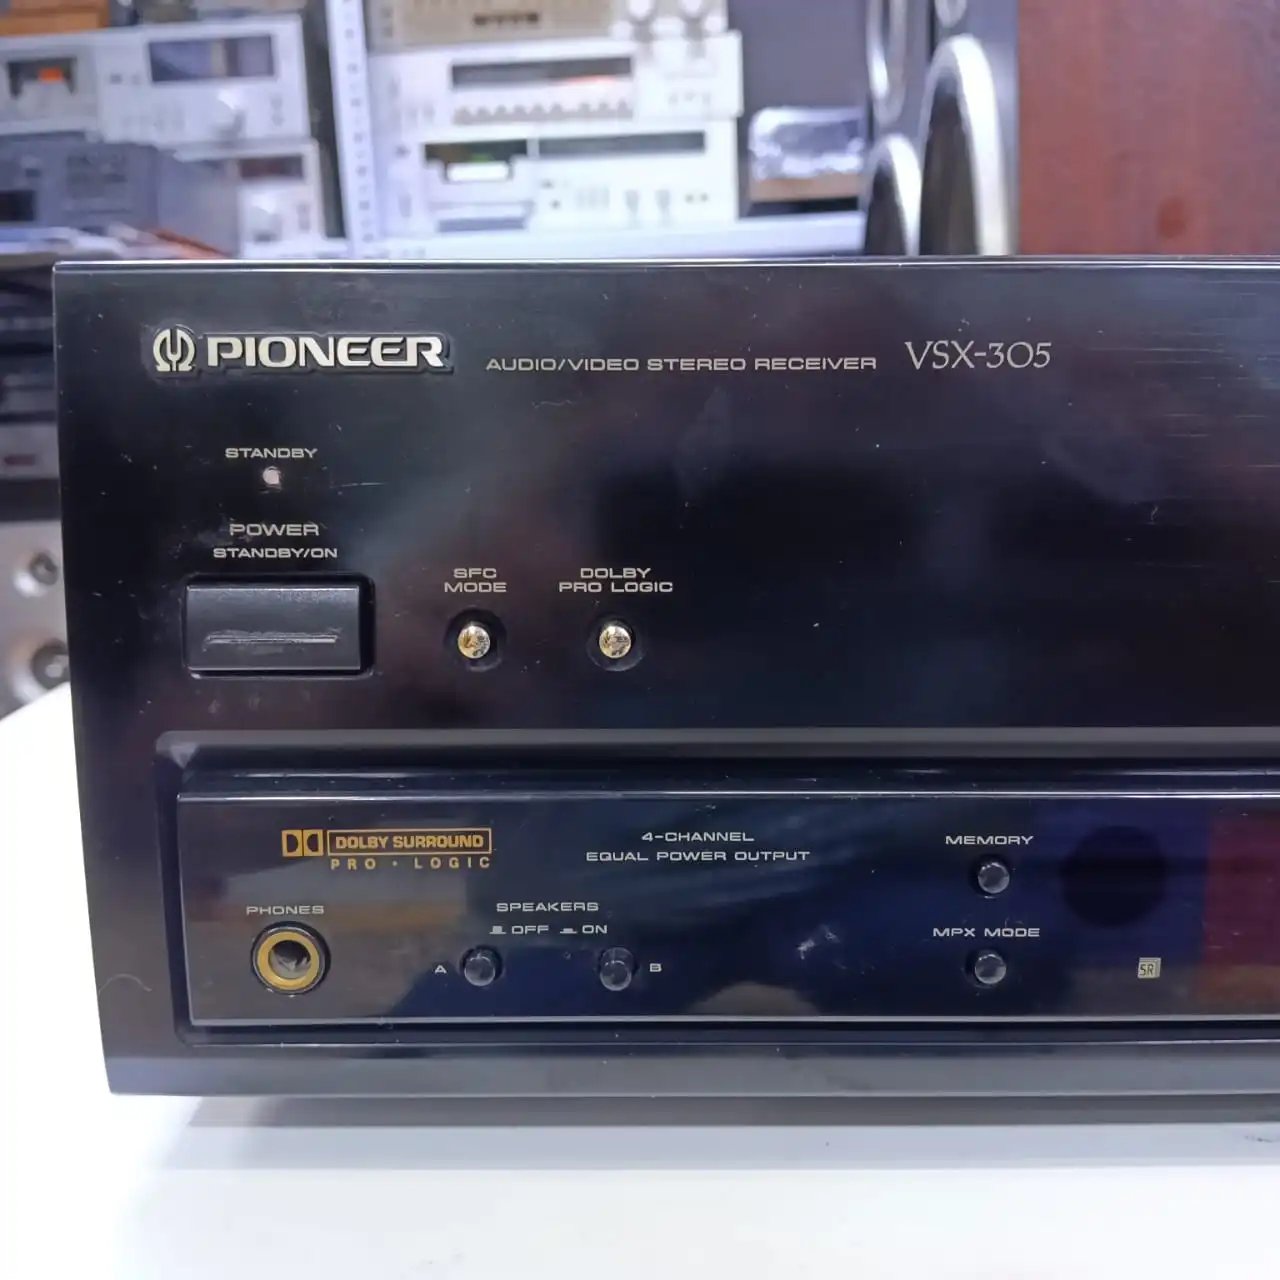 PIONEER AUDIO/VIDEO STEREO RECEIVER VSX-305
STANDBY
POWER
STANDBY/ON
SFC
MODE
DOLBY
PRO LOGIC
DOLBY SURROUND
PRO · LOGIC
4-CHANNEL
EQUAL POWER OUTPUT
MEMORY
PHONES
SPEAKERS
OFF ON
A B
MPX MODE
SR